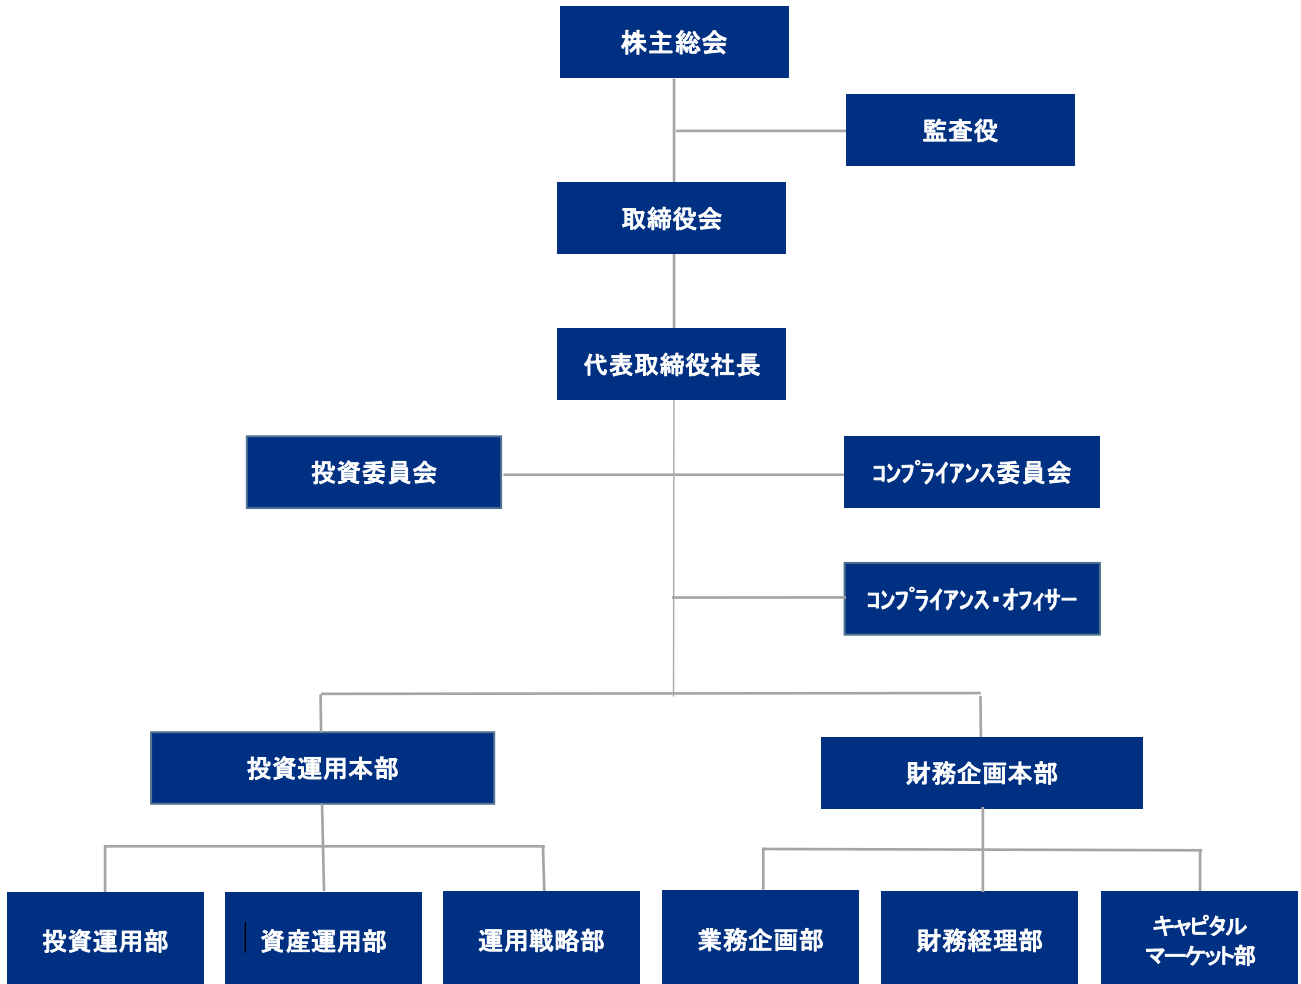 株主総会
監査役
取締役会
代表取締役社長
投資委員会
コンプライアンス委員会
コンプライアンス・オフィサー
投資運用本部
財務企画本部
投資運用部
資産運用部
運用戦略部
業務企画部
財務経理部
キャピタル
マーケット部